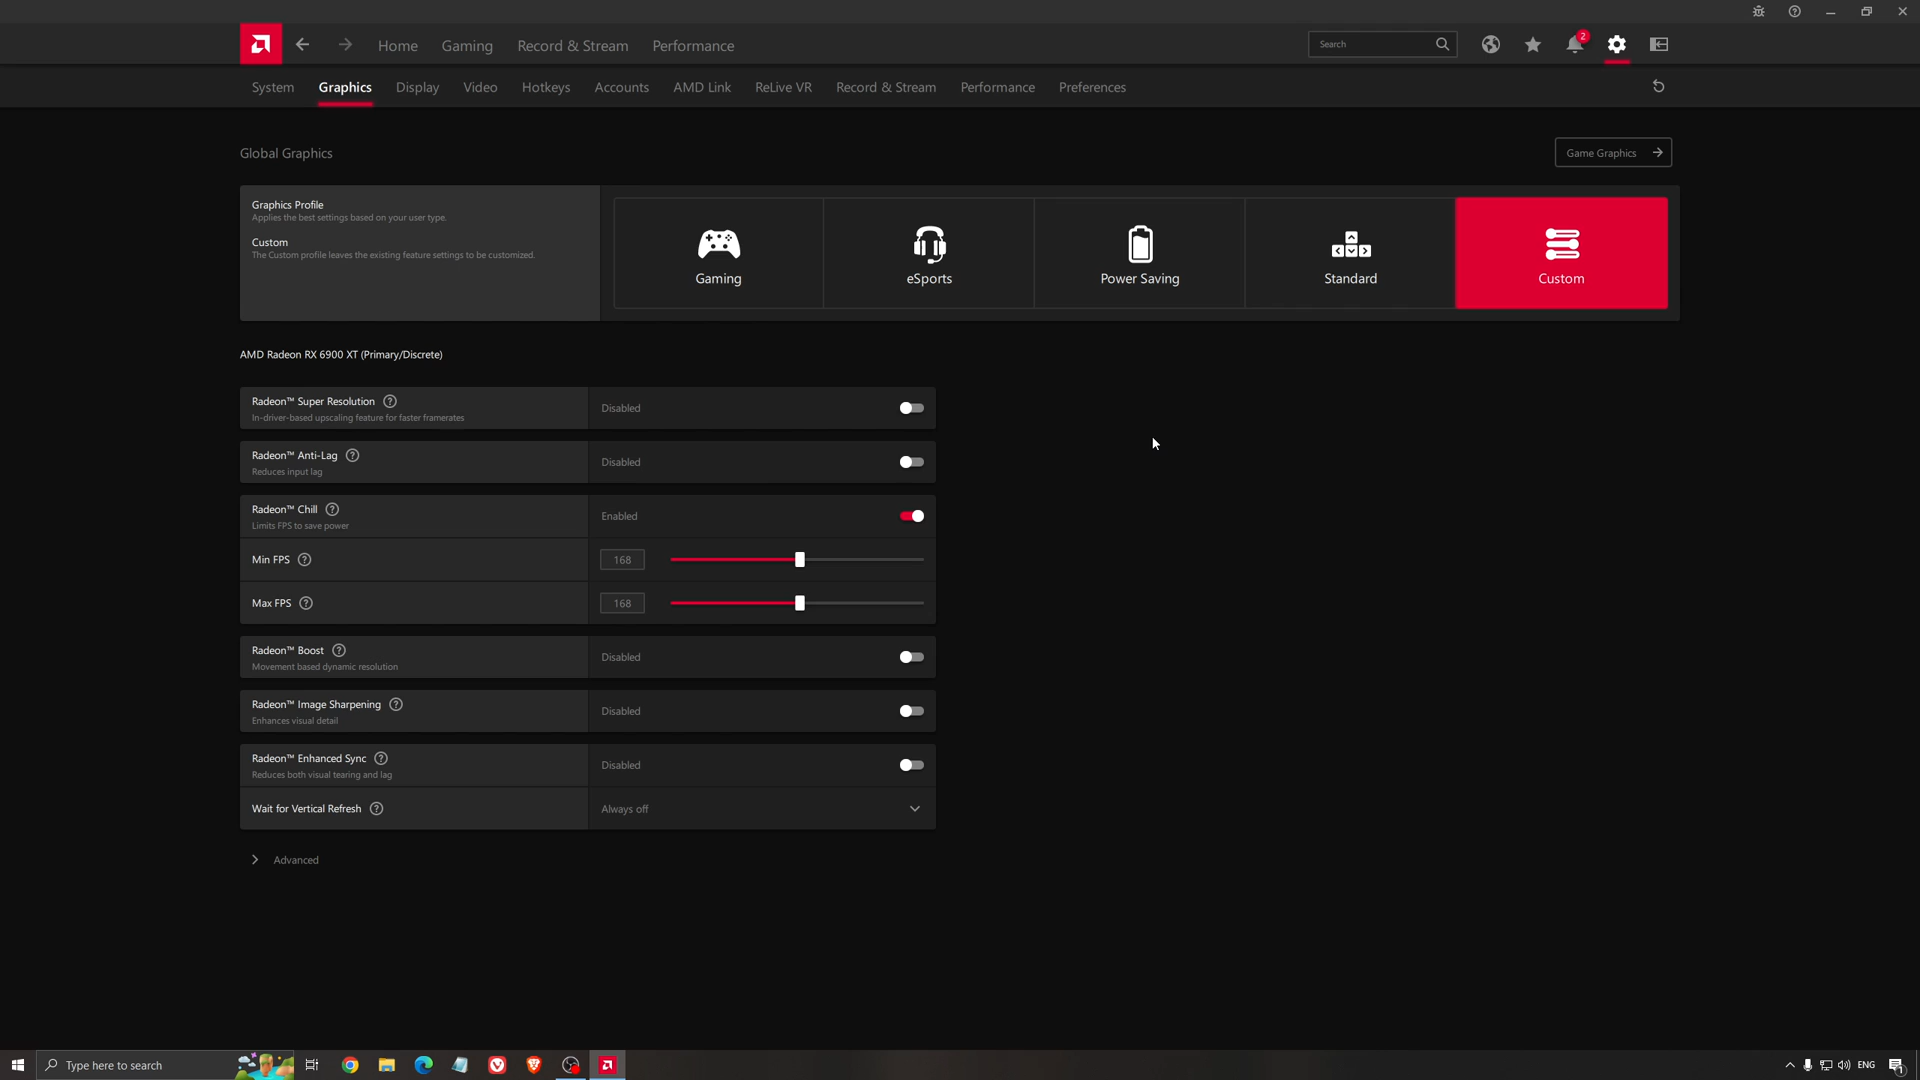 2
Home Gaming Record & Stream Performance Search
System Graphics Display Video Hotkeys Accounts AMD Link ReLive VR Record & Stream Performance Preferences
Global Graphics
Game Graphics
Graphics Profile
Applies the best settings based on your user type.
Custom
The Custom profile leaves the existing feature settings to be customized.
Gaming eSports Power Saving Standard Custom
AMD Radeon RX 6900 XT (Primary/Discrete)
Radeon™ Super Resolution ?
In-driver-based upscaling feature for faster framerates
Disabled
Radeon™ Anti-Lag ?
Reduces input lag
Disabled
Radeon™ Chill ?
Limits FPS to save power
Enabled
Min FPS ? 168
Max FPS ? 168
Radeon™ Boost ?
Movement based dynamic resolution
Disabled
Radeon™ Image Sharpening ?
Enhances visual detail
Disabled
Radeon™ Enhanced Sync ?
Reduces both visual tearing and lag
Disabled
Wait for Vertical Refresh ? Always off
Advanced
Type here to search ENG 1